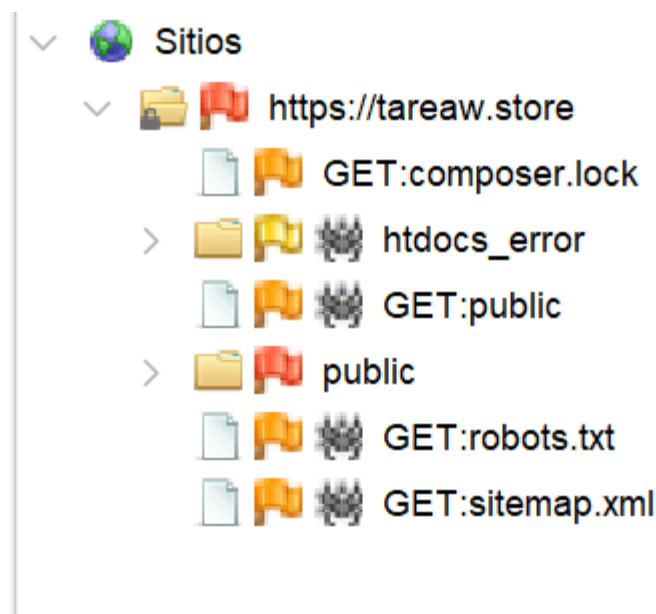 Sitios
https://tareaw.store
GET:composer.lock
htdocs_error
GET:public
public
GET:robots.txt
GET:sitemap.xml